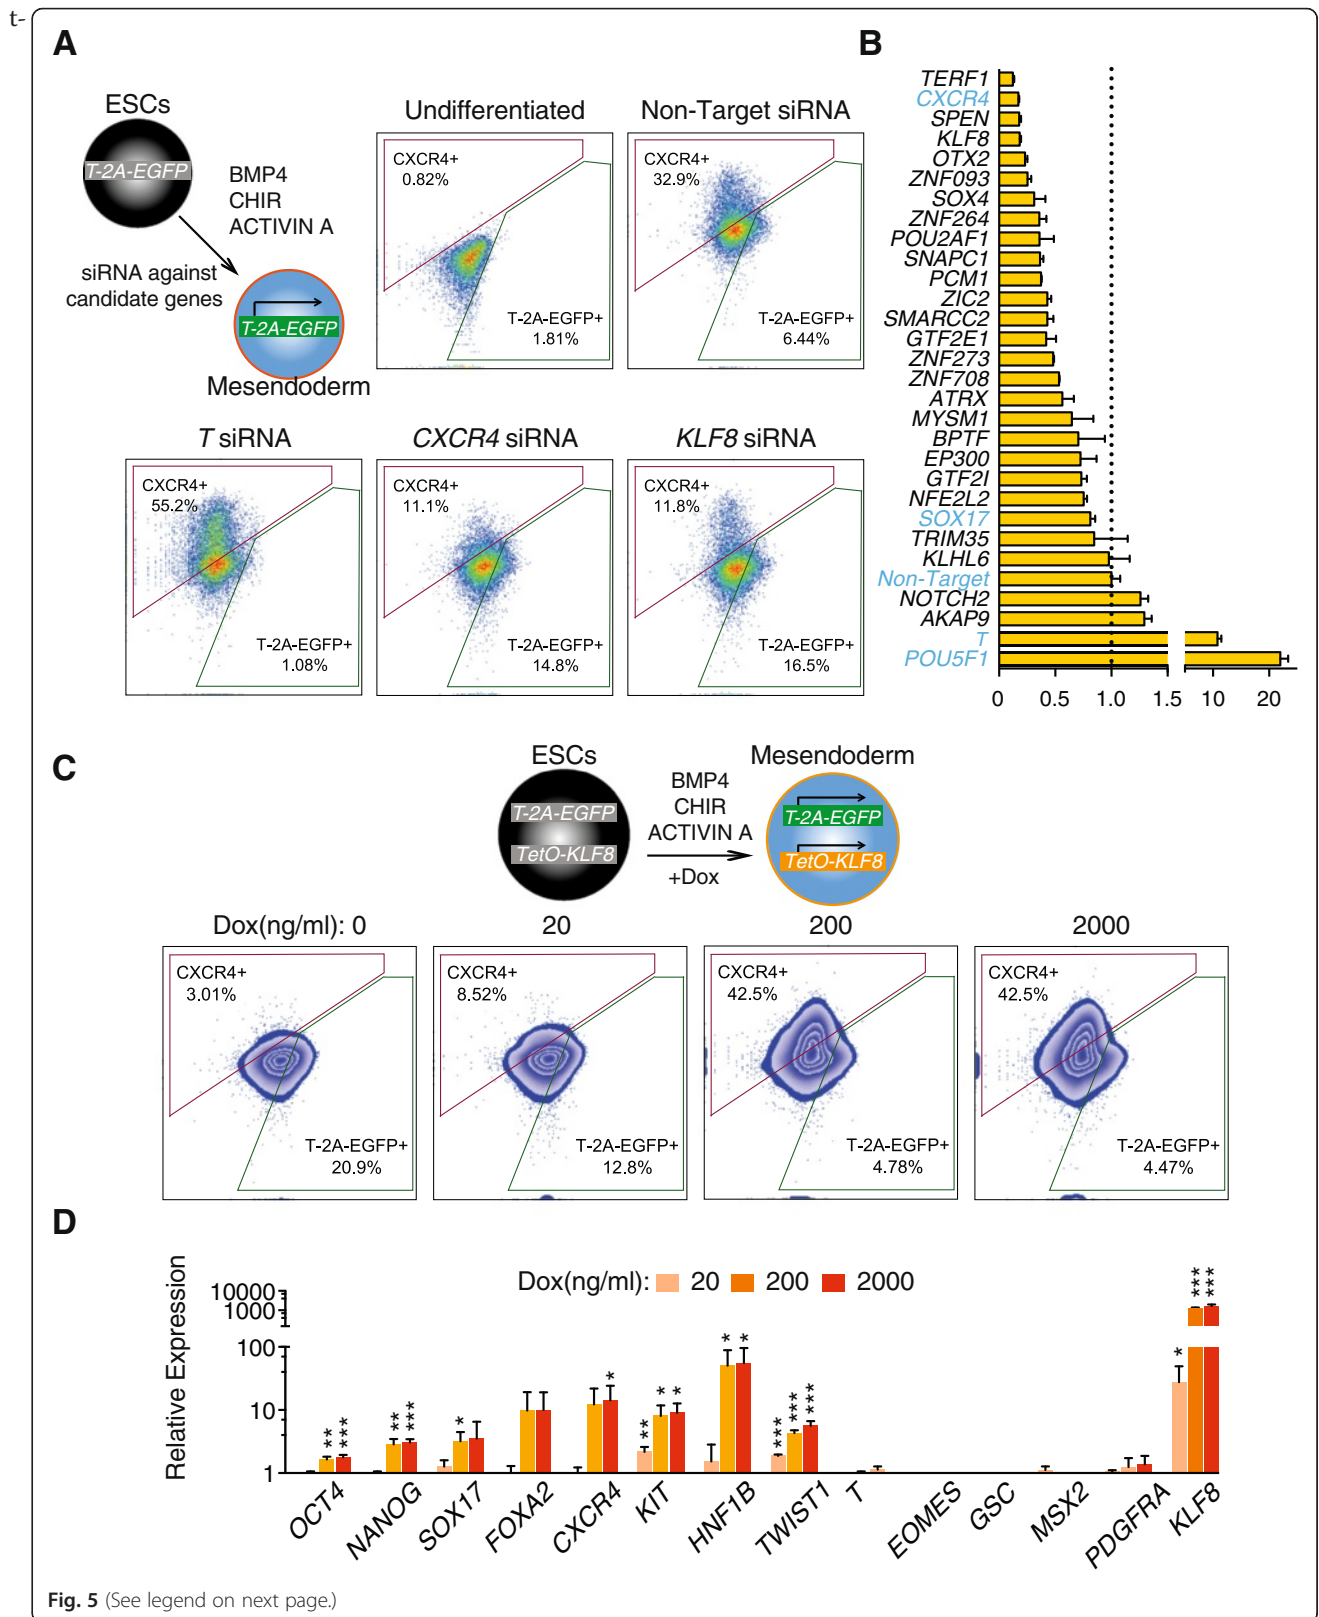 t-
A
ESCs
T-2A-EGFP
BMP4
CHIR
ACTIVIN A
siRNA against
candidate genes
T-2A-EGFP
Mesendoderm
Undifferentiated
CXCR4+
0.82%
T-2A-EGFP+
1.81%
Non-Target siRNA
CXCR4+
32.9%
T-2A-EGFP+
6.44%
T siRNA
CXCR4+
55.2%
T-2A-EGFP+
1.08%
CXCR4 siRNA
CXCR4+
11.1%
T-2A-EGFP+
14.8%
KLF8 siRNA
CXCR4+
11.8%
T-2A-EGFP+
16.5%
B
TERF1
CXCR4
SPEN
KLF8
OTX2
ZNF093
SOX4
ZNF264
POU2AF1
SNAPC1
PCM1
ZIC2
SMARCC2
GTF2E1
ZNF273
ZNF708
ATRX
MYSM1
BPTF
EP300
GTF2I
NFE2L2
SOX17
TRIM35
KLHL6
Non-Target
NOTCH2
AKAP9
T
POU5F1
0 0.5 1.0 1.5 10 20
C
ESCs
T-2A-EGFP
TetO-KLF8
BMP4
CHIR
ACTIVIN A
+Dox
Mesendoderm
T-2A-EGFP
TetO-KLF8
Dox(ng/ml): 0
CXCR4+
3.01%
T-2A-EGFP+
20.9%
20
CXCR4+
8.52%
T-2A-EGFP+
12.8%
200
CXCR4+
42.5%
T-2A-EGFP+
4.78%
2000
CXCR4+
42.5%
T-2A-EGFP+
4.47%
D
Dox(ng/ml): 20 200 2000
Relative Expression
10000
1000
100
10
1
** *** ** *** * * ** * * * * *** *** *** * *** ***
OCT4
NANOG
SOX17
FOXA2
CXCR4
KIT
HNF1B
TWIST1
T
EOMES
GSC
MSX2
PDGFRA
KLF8
Fig. 5 (See legend on next page.)